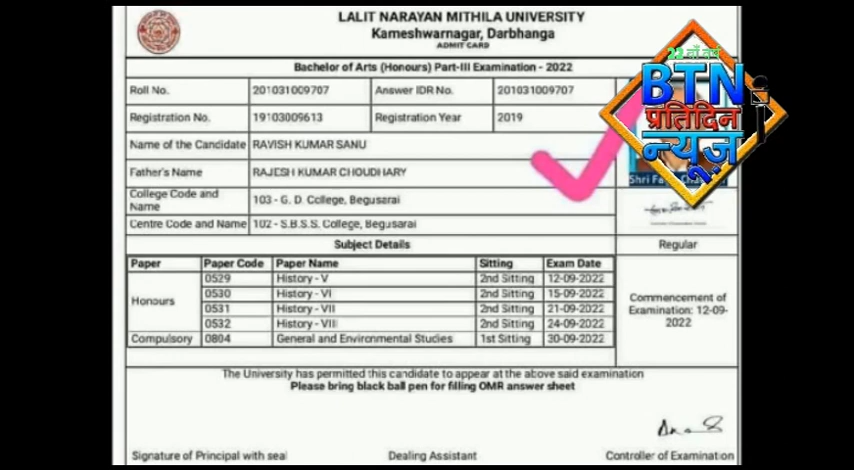 LALIT NARAYAN MITHILA UNIVERSITY
Kameshwarnagar, Darbhanga
ADMIT CARD
Bachelor of Arts (Honours) Part-III Examination - 2022
Roll No. 201031009707 Answer IDR No. 201031009707
Registration No. 19103009613 Registration Year 2019
Name of the Candidate RAVISH KUMAR SANU
Father's Name RAJESH KUMAR CHOUDHARY
College Code and Name 103 - G. D. College, Begusarai
Centre Code and Name 102 - S.B.S.S. College, Begusarai
22 वाँ वर्ष
BTN
प्रतिदिन
न्यूज़
Shri
Subject Details Regular
Paper Paper Code Paper Name Sitting Exam Date
Honours
0529 History - V 2nd Sitting 12-09-2022
0530 History - VI 2nd Sitting 15-09-2022
0531 History - VII 2nd Sitting 21-09-2022
0532 History - VIII 2nd Sitting 24-09-2022
Compulsory 0804 General and Environmental Studies 1st Sitting 30-09-2022
Commencement of
Examination: 12-09-
2022
The University has permitted this candidate to appear at the above said examination
Please bring black ball pen for filling OMR answer sheet
Signature of Principal with seal Dealing Assistant Controller of Examination